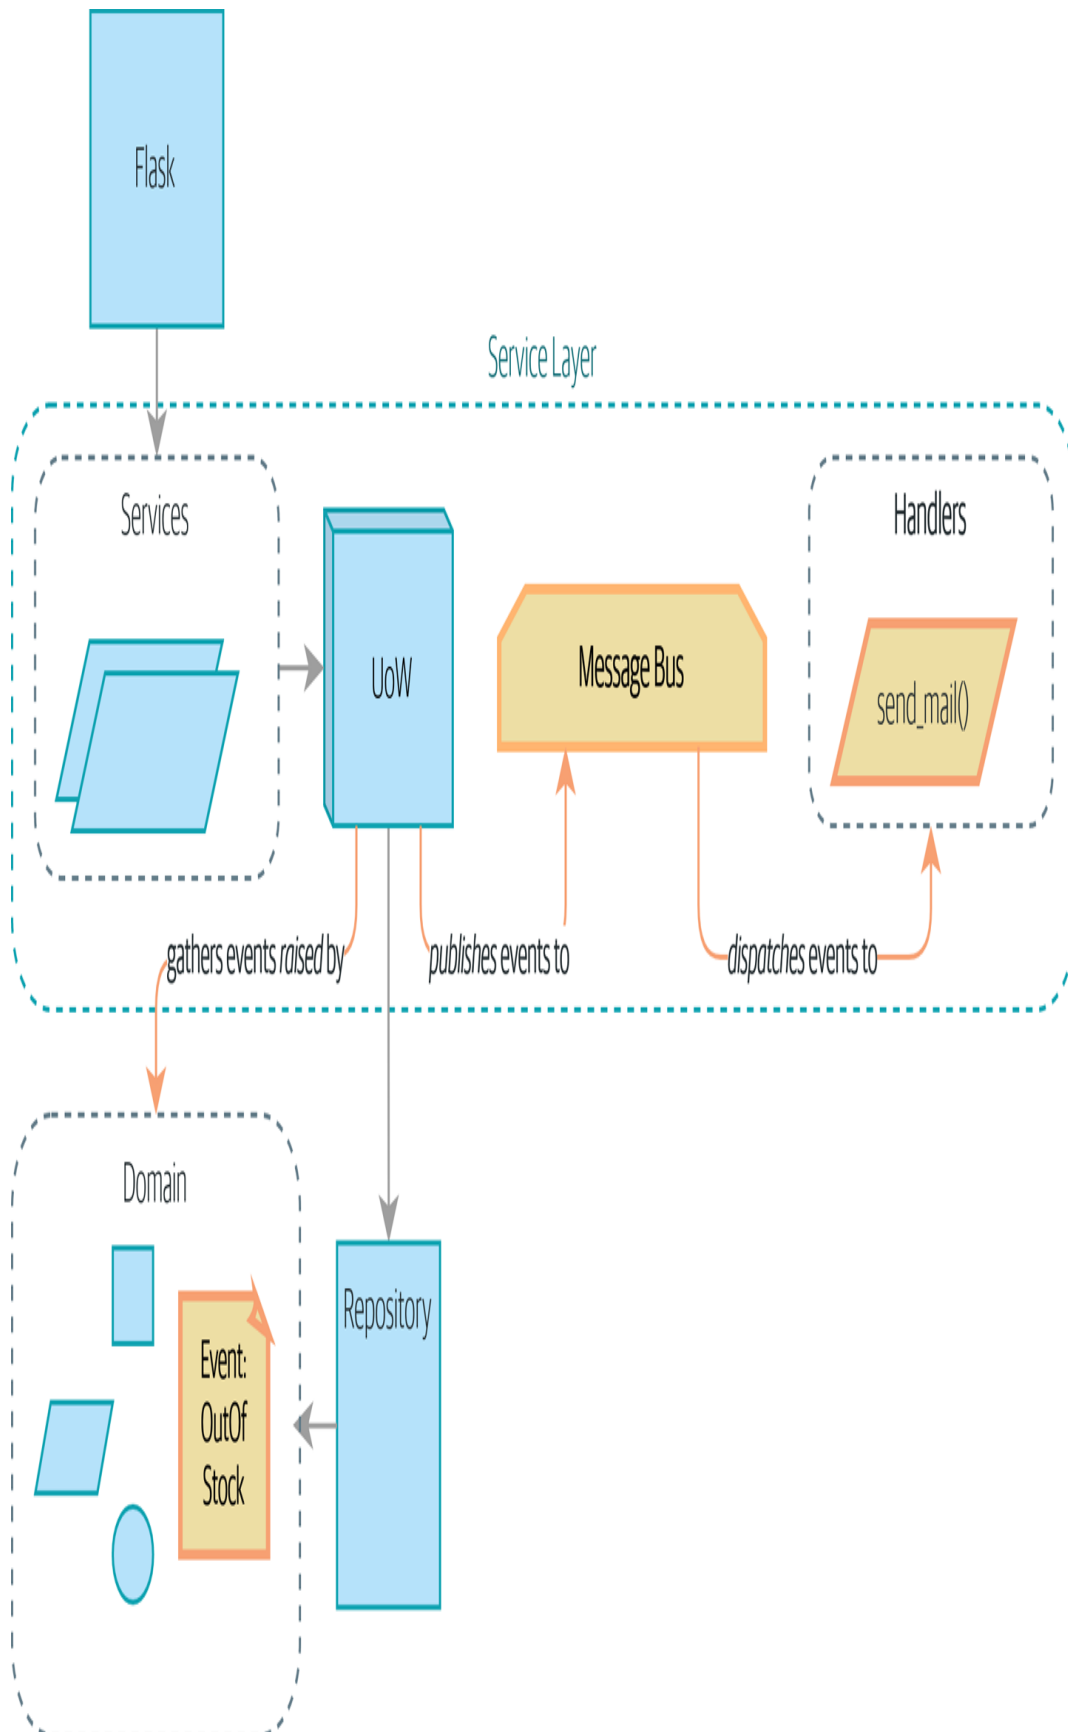 Flask
Service Layer
Services
Handlers
UoW
Message Bus
send_mail()
gathers events raised by
publishes events to
dispatches events to
Domain
Repository
Event:
OutOf
Stock